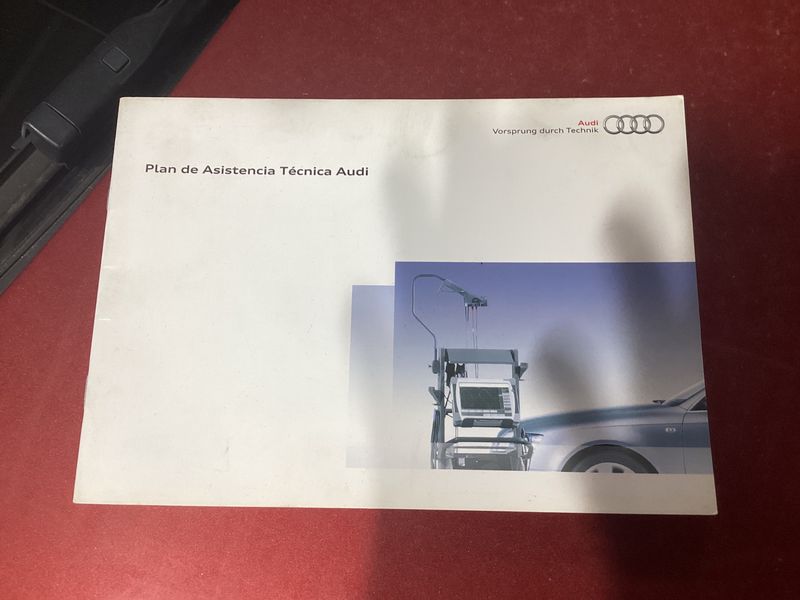 Audi
Vorsprung durch Technik
Plan de Asistencia Técnica Audi